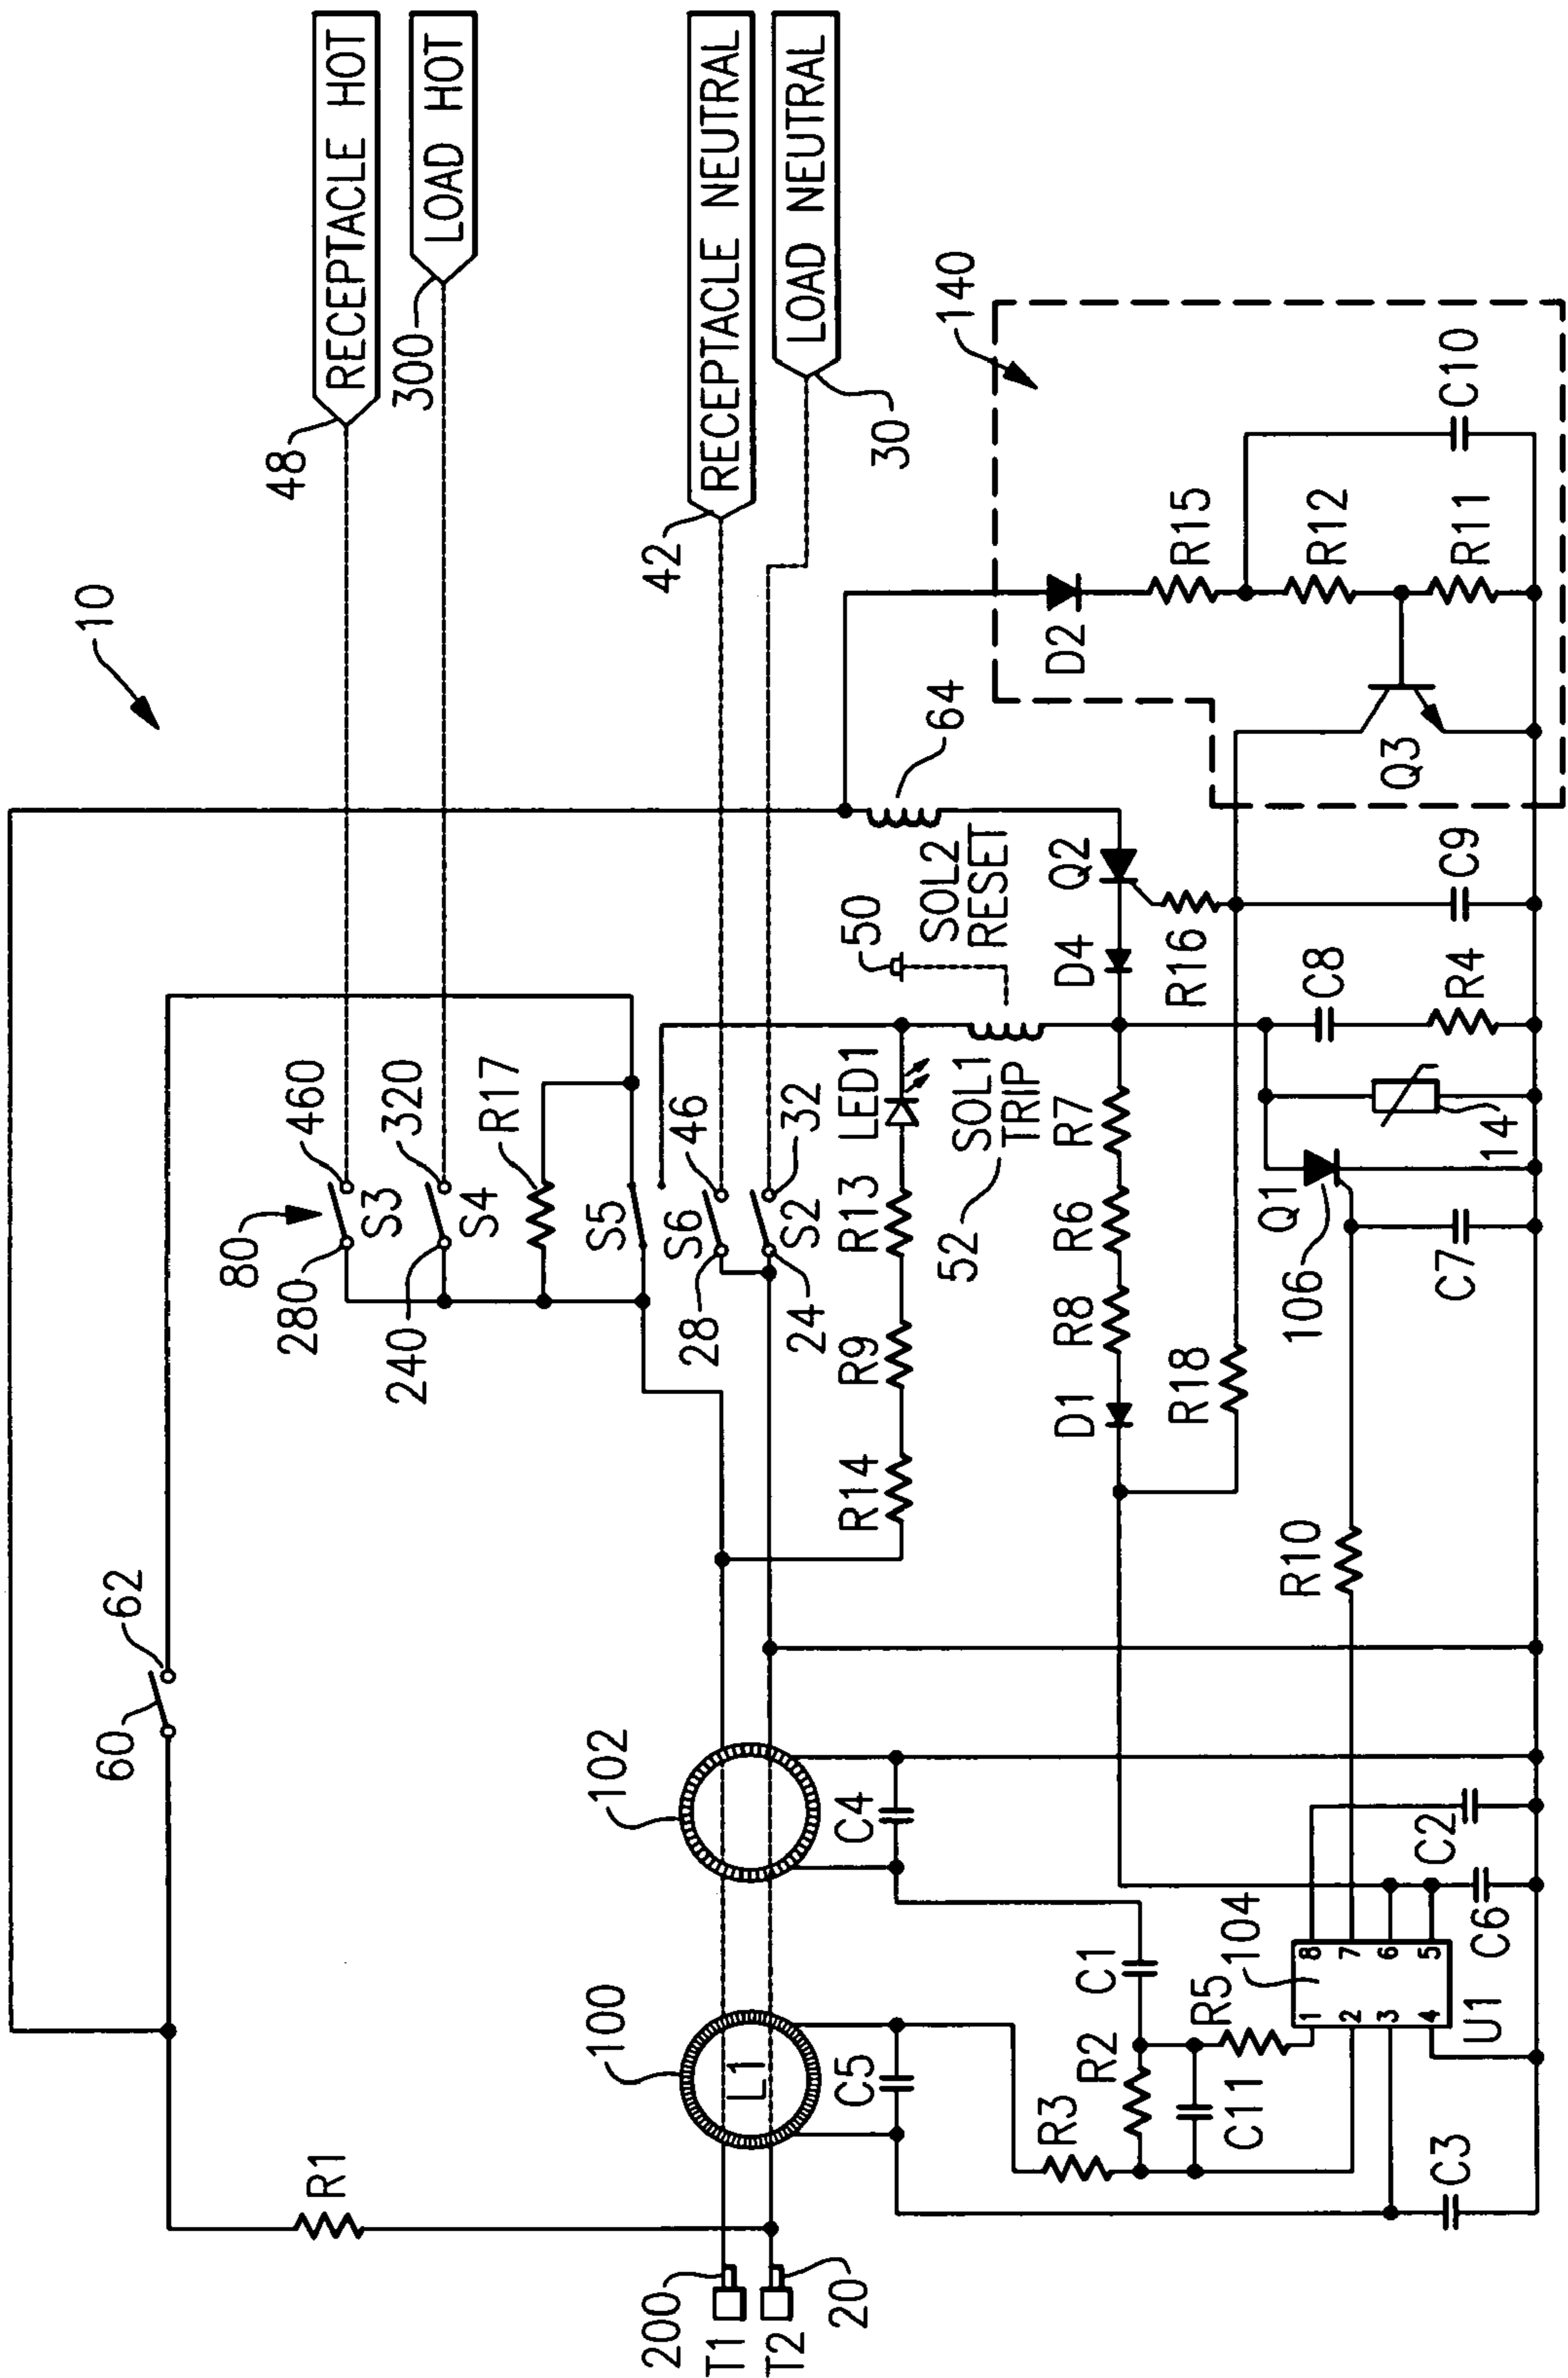 10
RECEPTACLE HOT
48
LOAD HOT
300
RECEPTACLE NEUTRAL
42
LOAD NEUTRAL
30
60
62
80
280
460
S3
240
320
S4
R17
S5
46
S6
28
32
S2
24
R1
200
T1
T2
20
100
L1
102
C5
C4
R14
R9
R13
LED1
52
SOL1
TRIP
50
SOL2
RESET
64
140
D2
R15
R12
R11
C10
Q3
D1
R8
R6
R7
D4
Q2
R16
R18
C9
C8
R4
14
Q1
106
C7
R10
C1
R2
R3
C11
R5
104
1
2
3
4
8
7
6
5
U1
C2
C6
C3